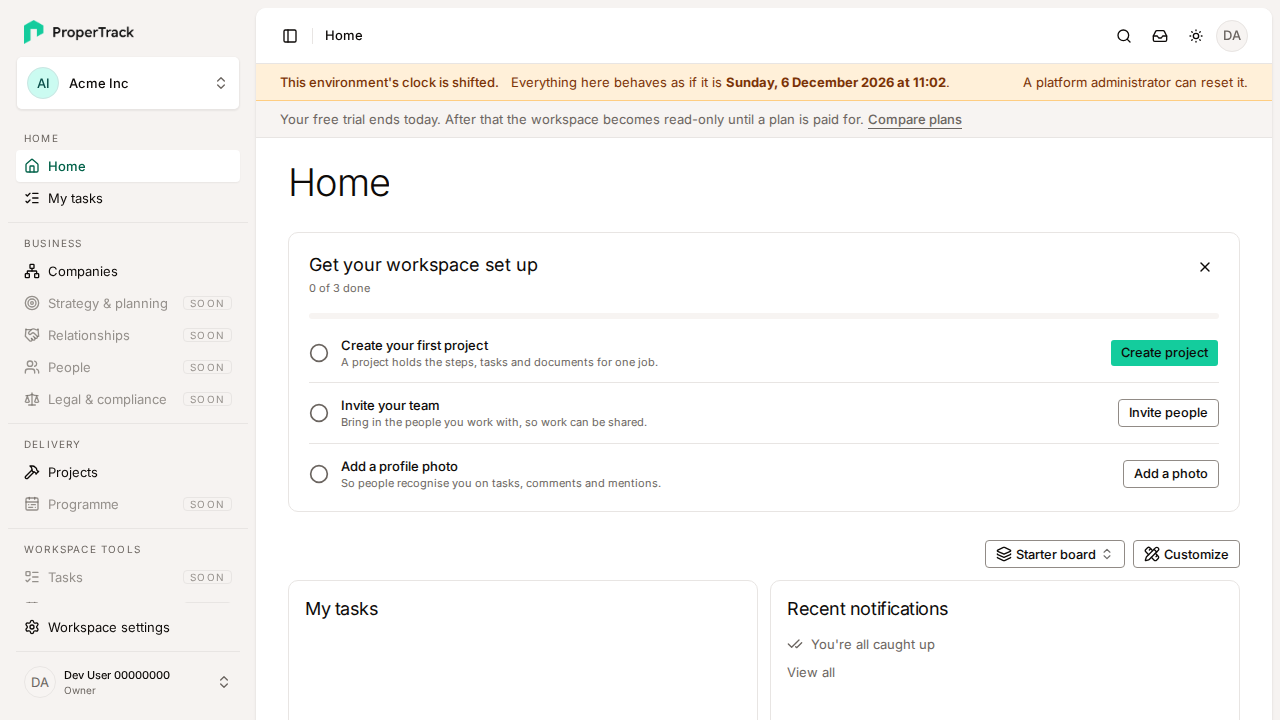 ProperTrack
AI
Acme Inc
HOME
Home
My tasks
BUSINESS
Companies
Strategy & planning SOON
Relationships SOON
People SOON
Legal & compliance SOON
DELIVERY
Projects
Programme SOON
WORKSPACE TOOLS
Tasks SOON
Workspace settings
DA
Dev User 00000000
Owner
Home
DA
This environment's clock is shifted. Everything here behaves as if it is Sunday, 6 December 2026 at 11:02. A platform administrator can reset it.
Your free trial ends today. After that the workspace becomes read-only until a plan is paid for. Compare plans
Home
Get your workspace set up
0 of 3 done
Create your first project
A project holds the steps, tasks and documents for one job.
Create project
Invite your team
Bring in the people you work with, so work can be shared.
Invite people
Add a profile photo
So people recognise you on tasks, comments and mentions.
Add a photo
Starter board
Customize
My tasks
Recent notifications
You're all caught up
View all